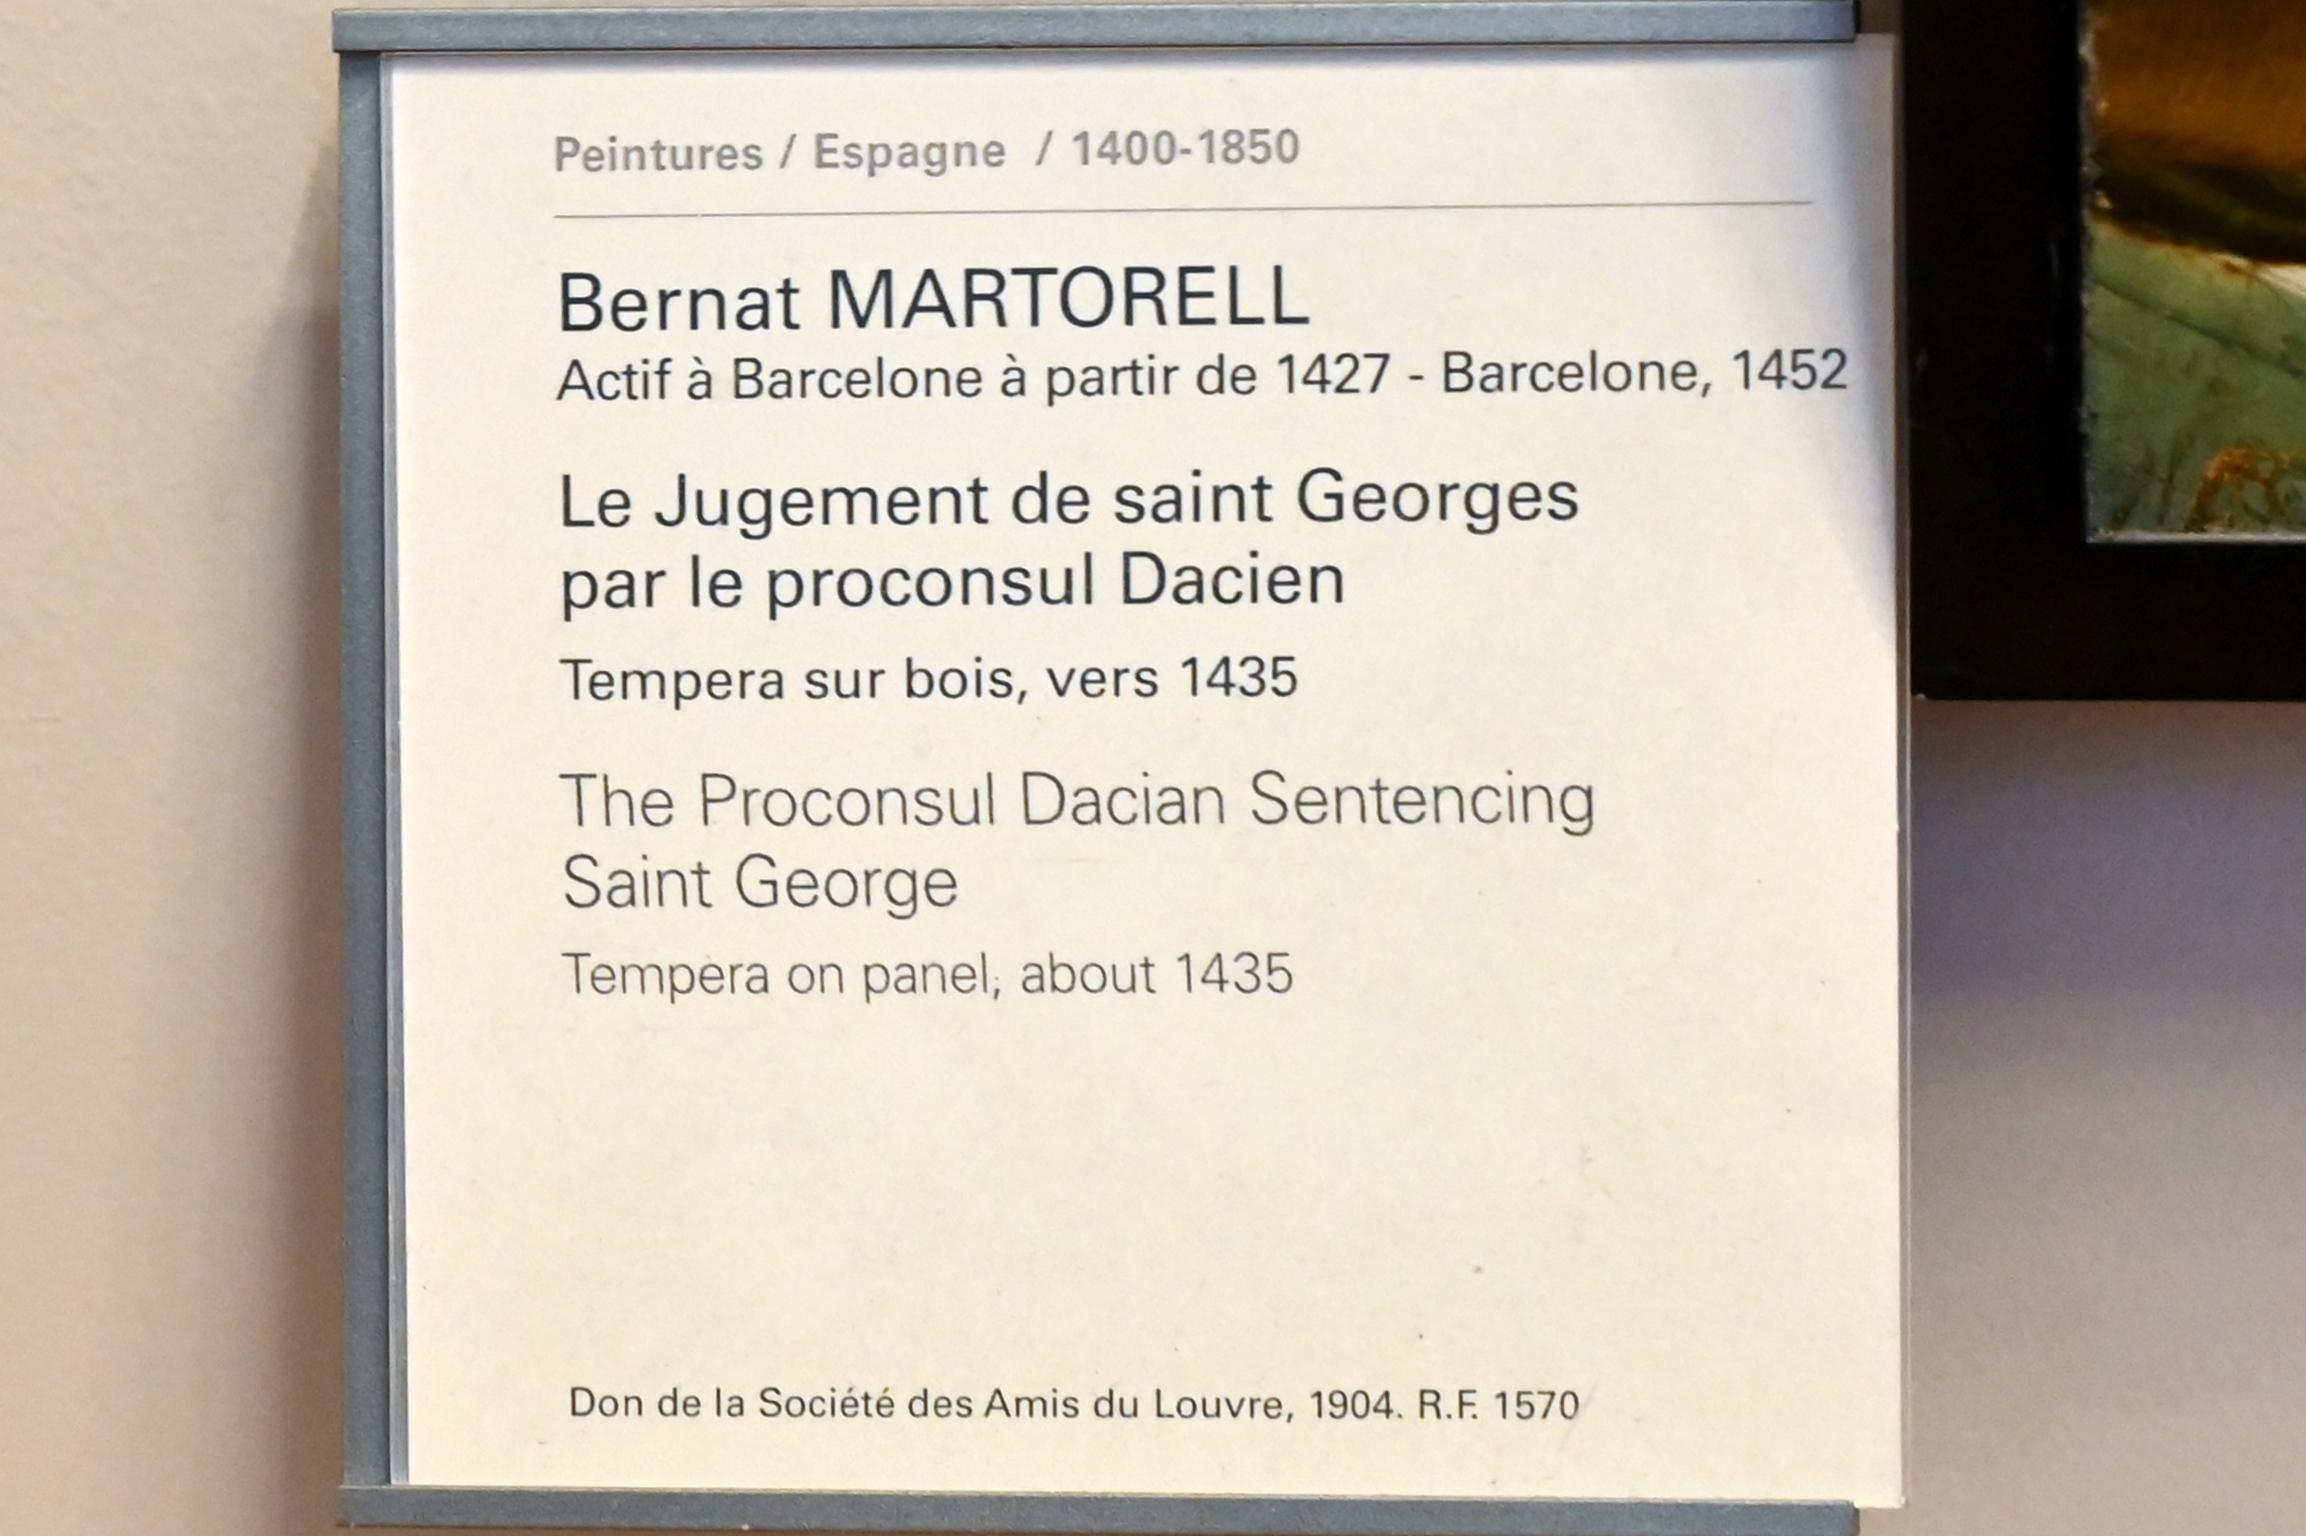 Peintures / Espagne / 1400-1850
Bernat MARTORELL
Actif à Barcelone à partir de 1427 - Barcelone, 1452
Le Jugement de saint Georges
par le proconsul Dacien
Tempera sur bois, vers 1435
The Proconsul Dacian Sentencing
Saint George
Tempera on panel, about 1435
Don de la Société des Amis du Louvre, 1904. R.F. 1570